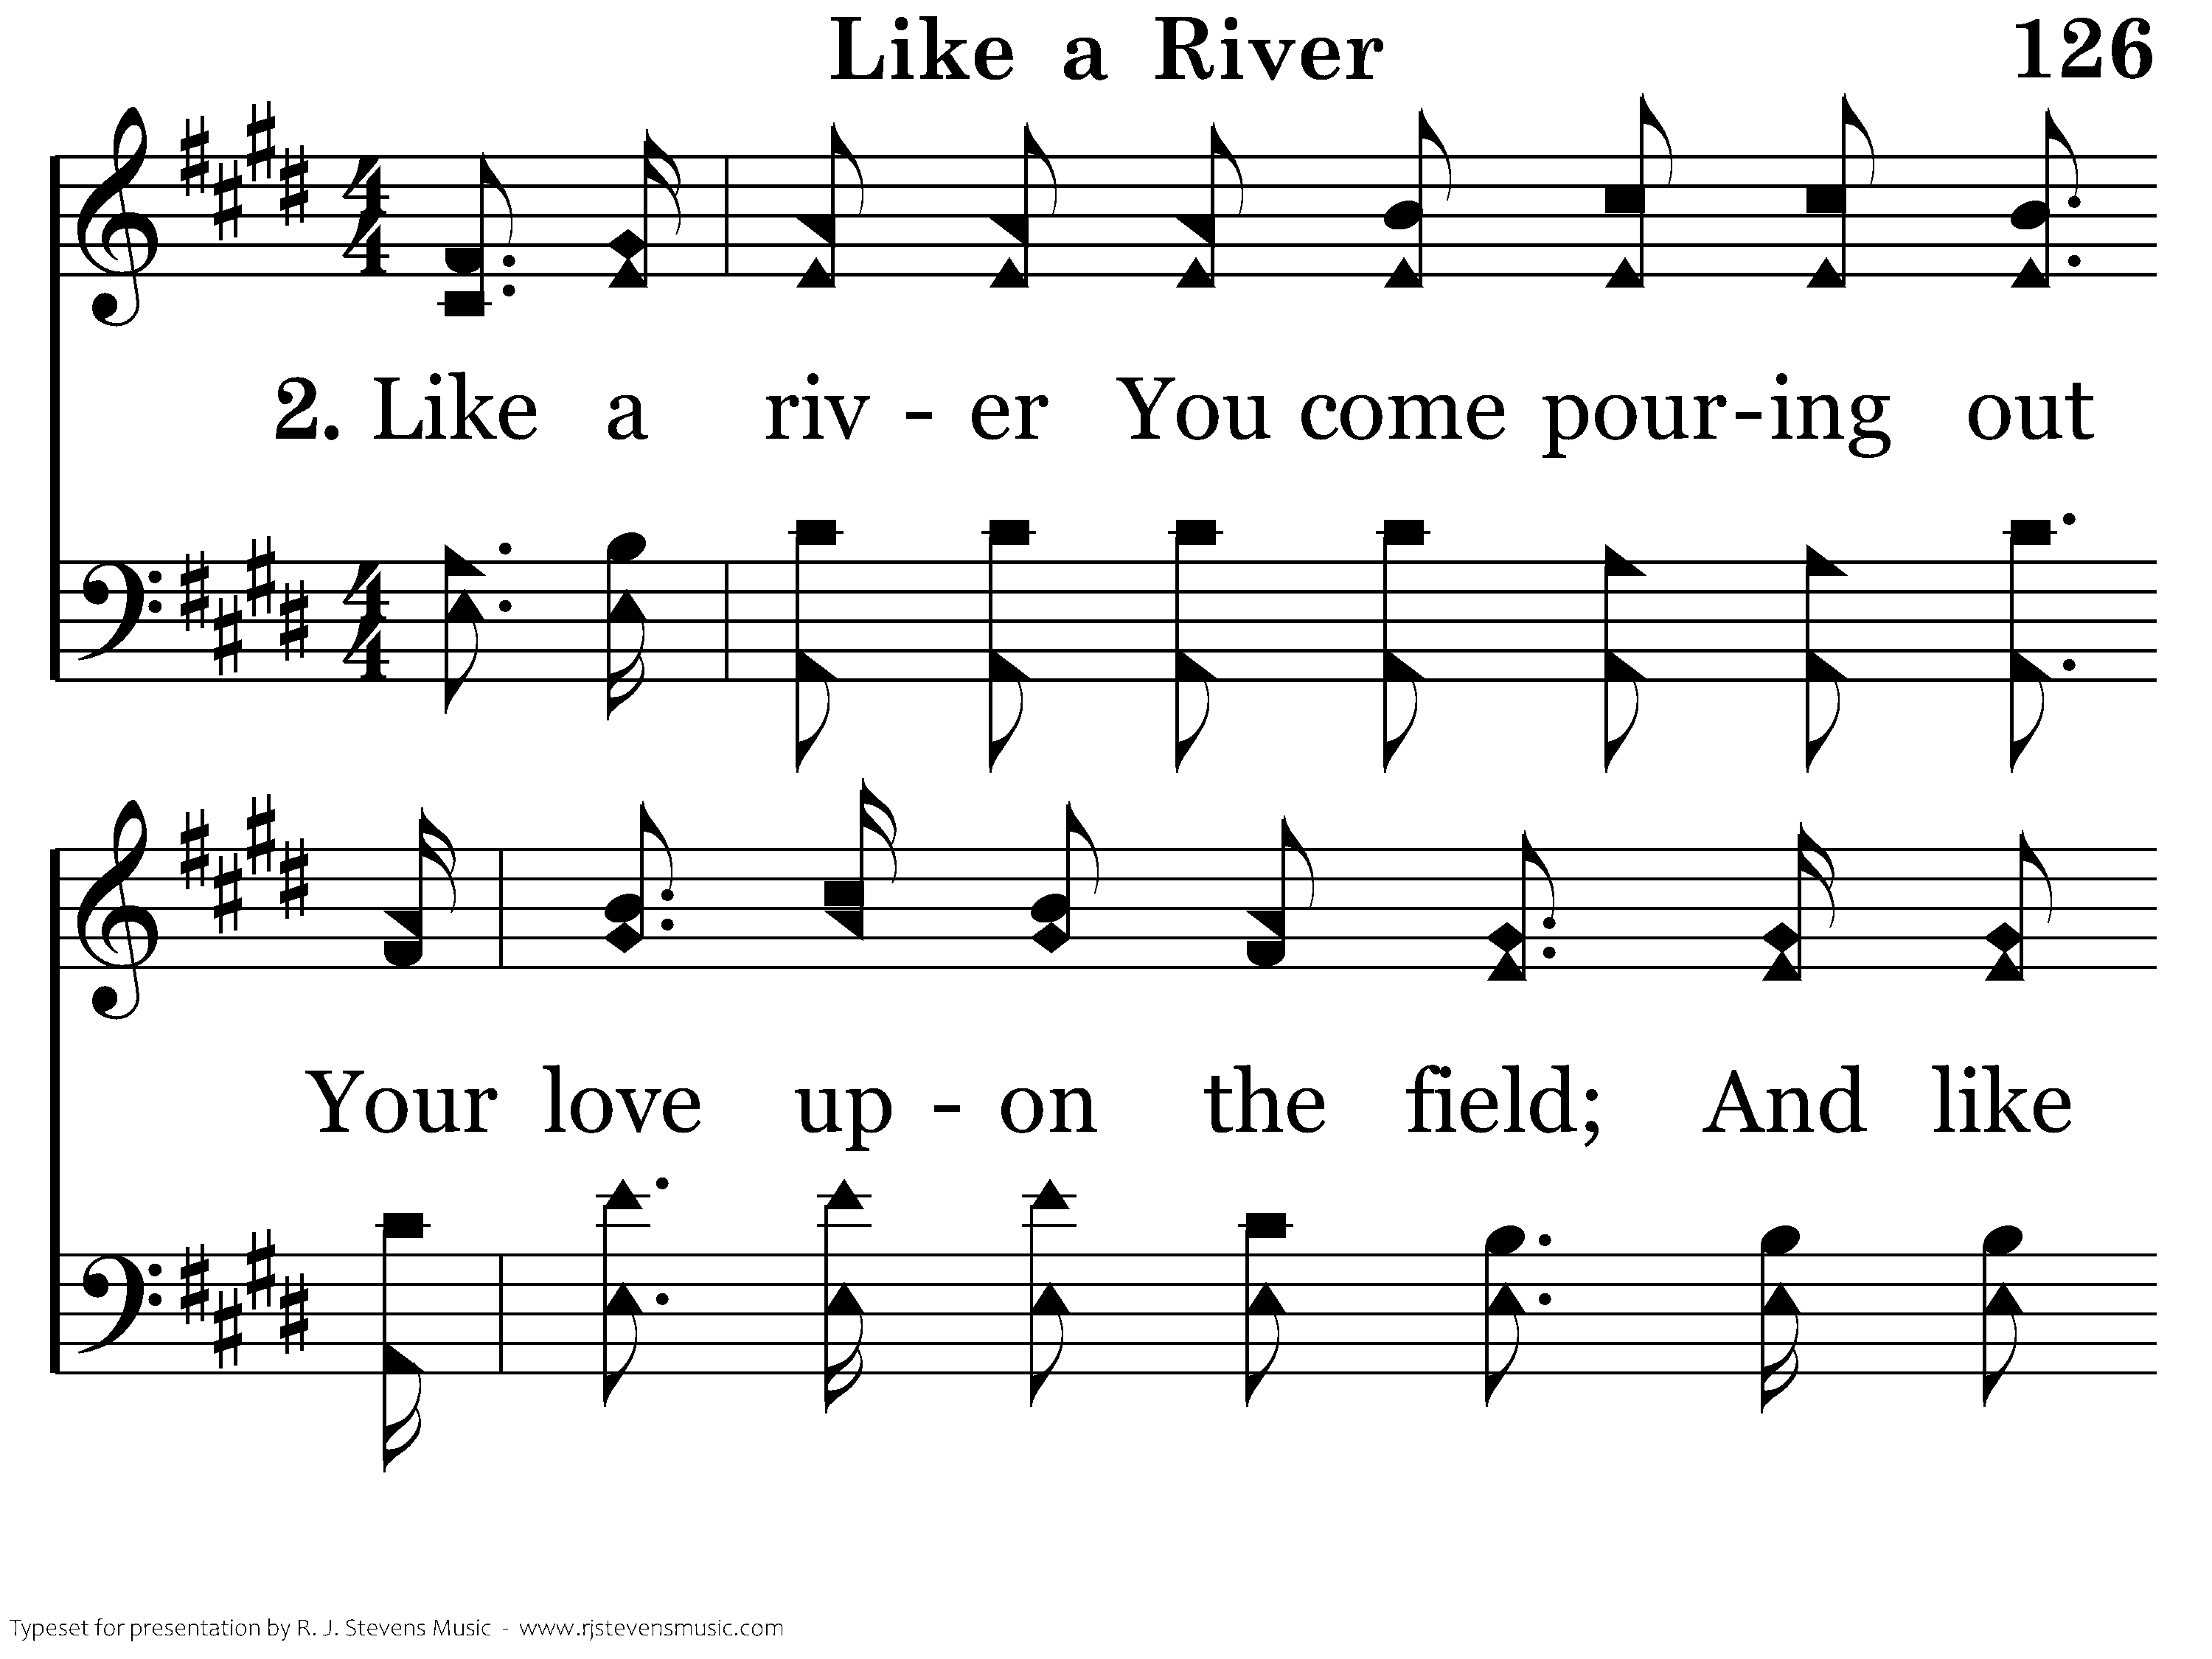 Like a River 126
2. Like a riv - er You come pour-ing out
Your love up - on the field; And like
Typeset for presentation by R. J. Stevens Music - www.rjstevensmusic.com